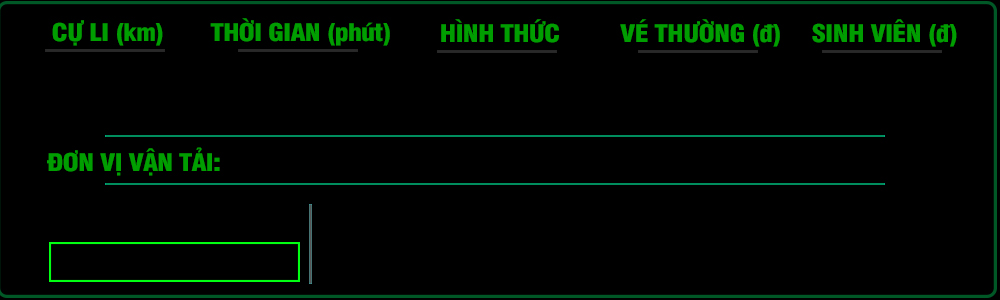 CỰ LI (km) THỜI GIAN (phút) HÌNH THỨC VÉ THƯỜNG (đ) SINH VIÊN (đ)
ĐƠN VỊ VẬN TẢI: